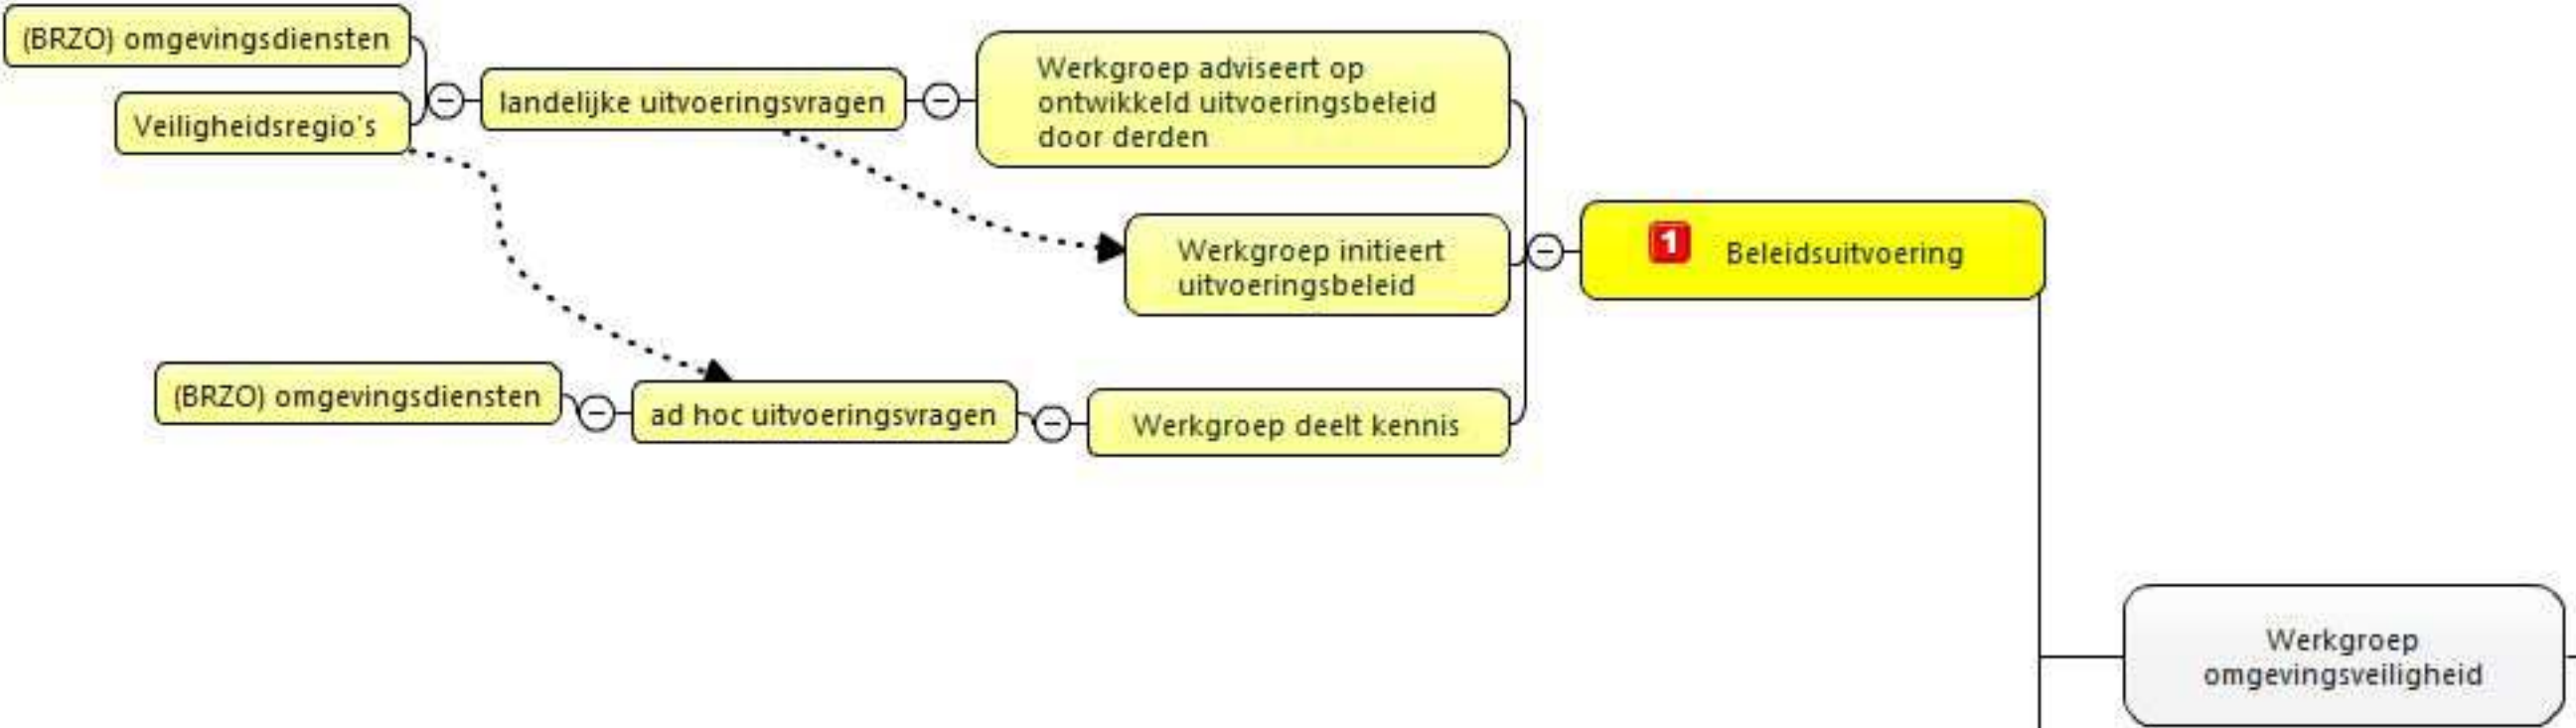 (BRZO) omgevingsdiensten
Veiligheidsregio's
landelijke uitvoeringsvragen
Werkgroep adviseert op
ontwikkeld uitvoeringsbeleid
door derden
Werkgroep initieert
uitvoeringsbeleid
1 Beleidsuitvoering
(BRZO) omgevingsdiensten
ad hoc uitvoeringsvragen
Werkgroep deelt kennis
Werkgroep
omgevingsveiligheid